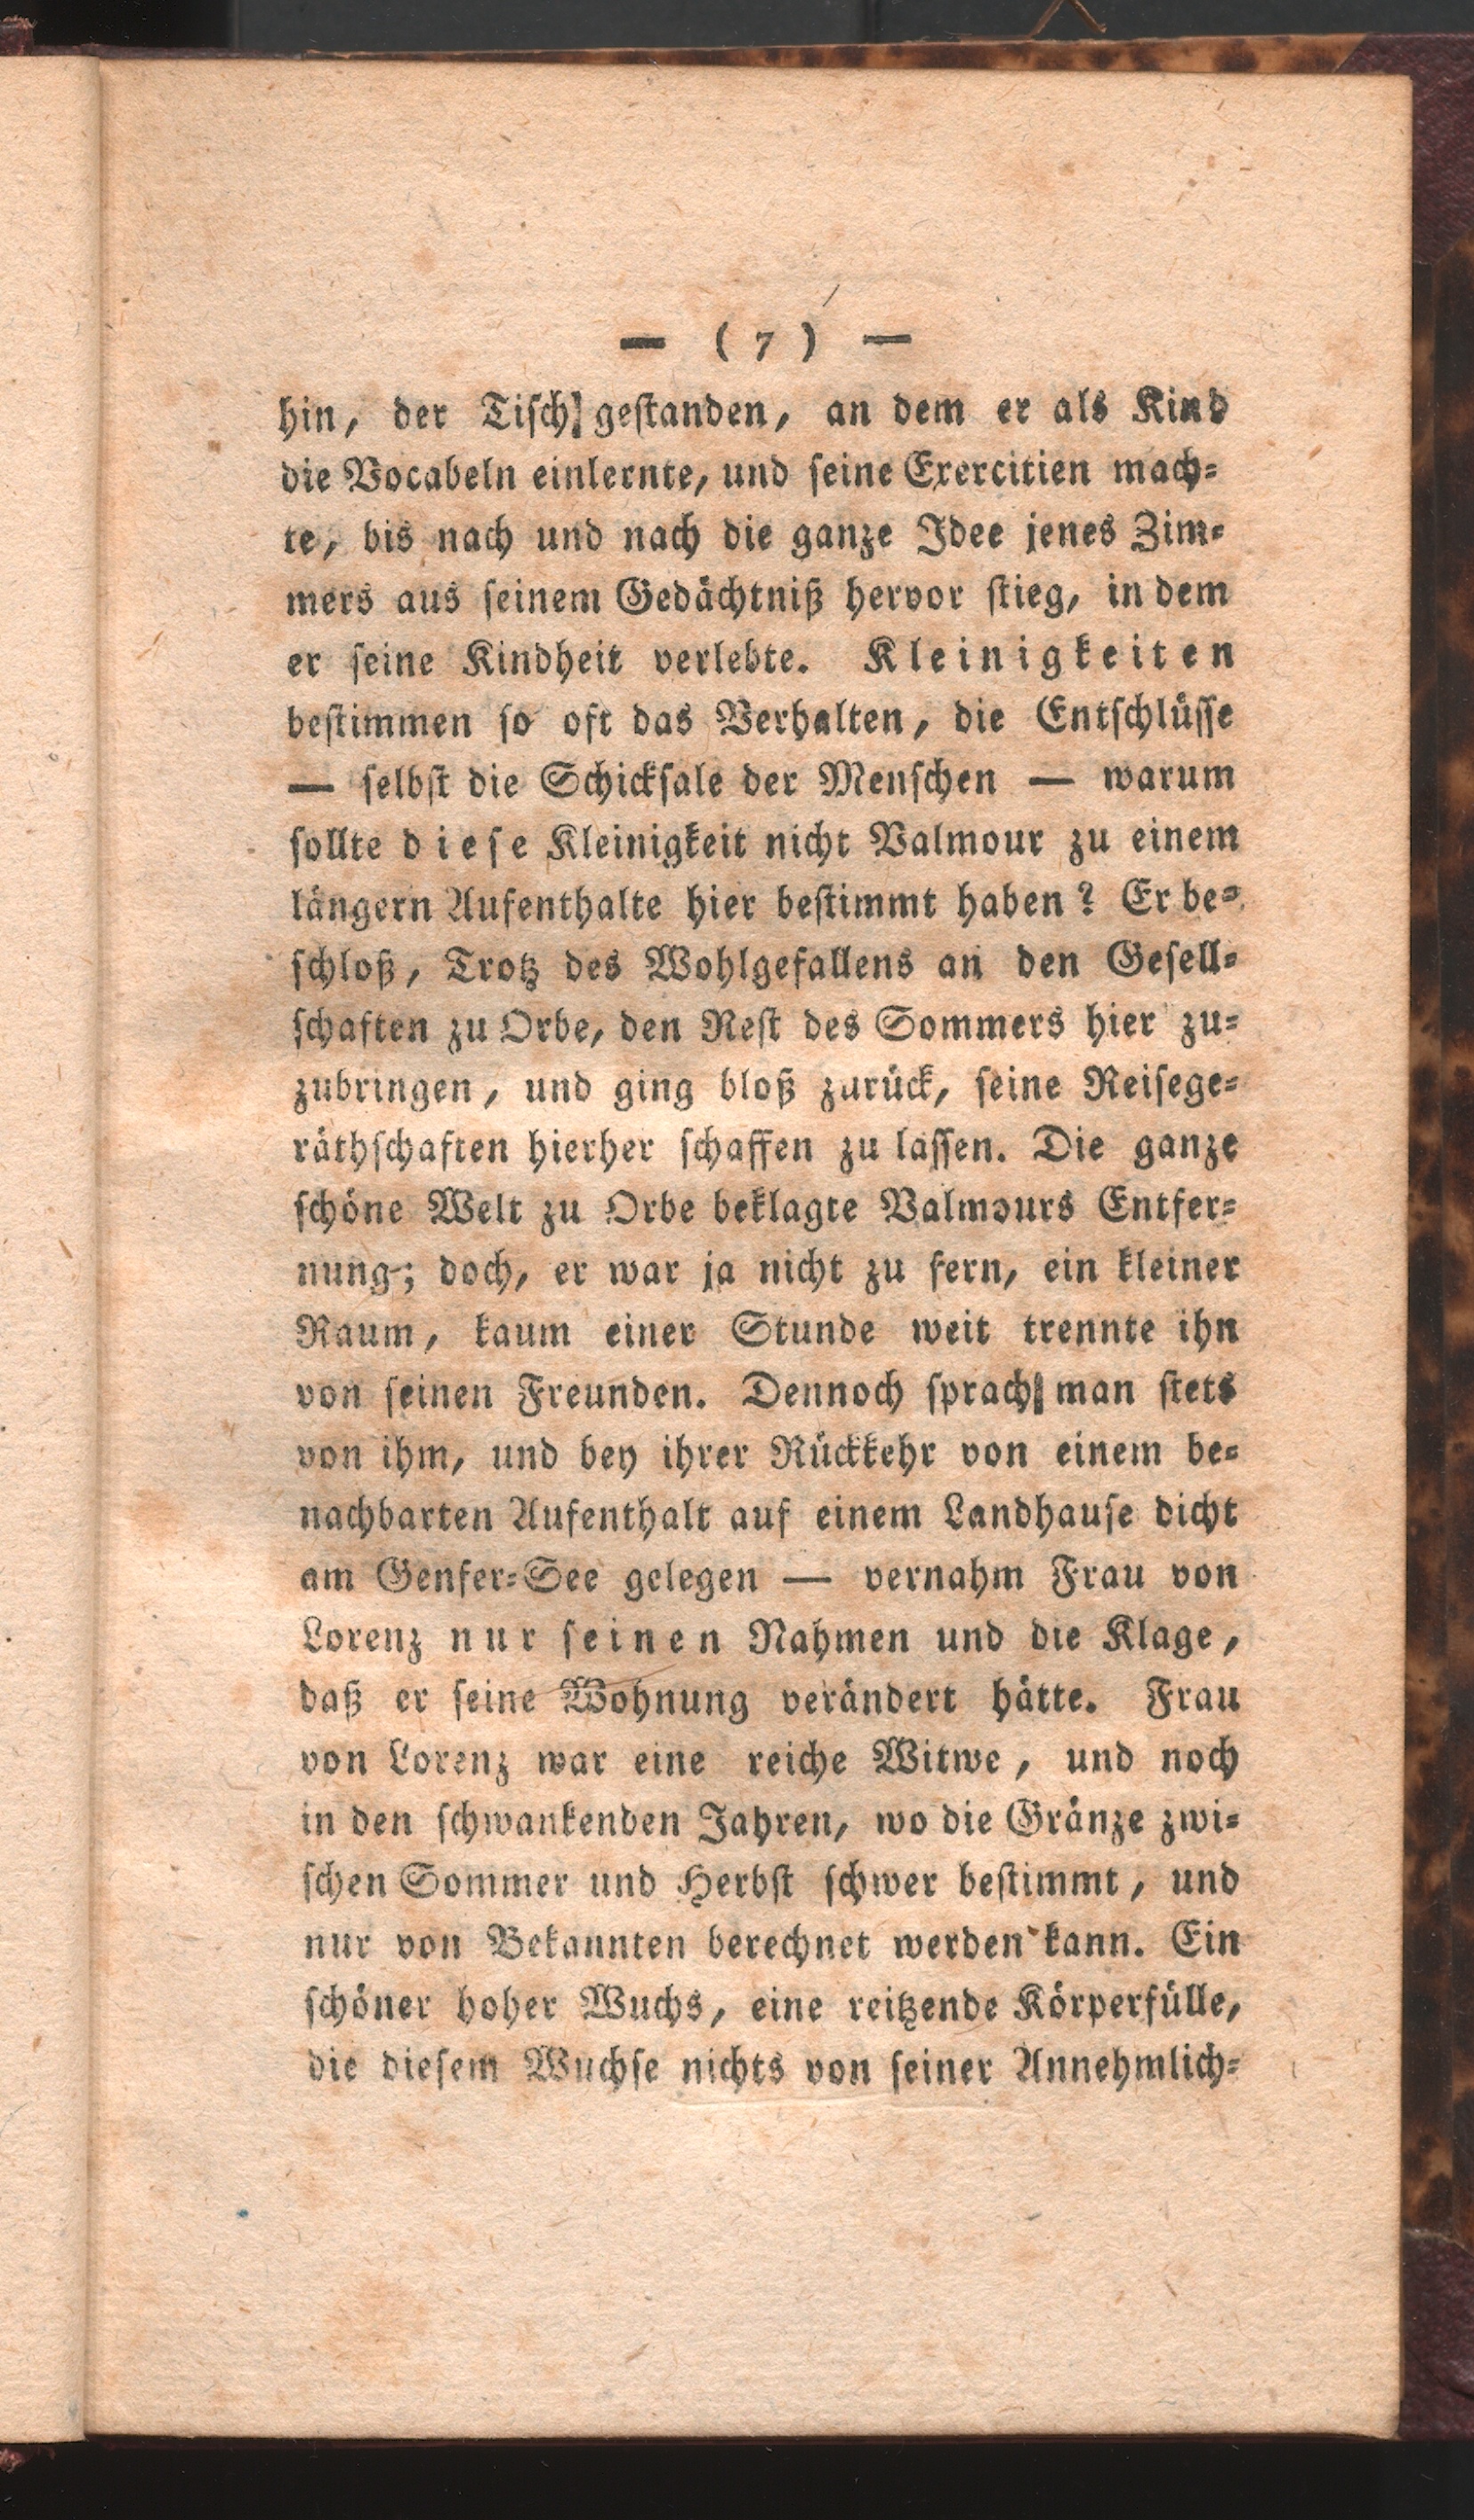 — ( 7 ) —
hin, der Tiſch geſtanden, an dem er als Kind
die Vocabeln einlernte, und ſeine Exercitien mach-
te, bis nach und nach die ganze Idee jenes Zim-
mers aus ſeinem Gedächtniß hervor ſtieg, in dem
er ſeine Kindheit verlebte. Kleinigkeiten
beſtimmen ſo oft das Verhalten, die Entſchlüſſe
— ſelbſt die Schickſale der Menſchen — warum
ſollte dieſe Kleinigkeit nicht Valmour zu einem
längern Aufenthalte hier beſtimmt haben? Er be-
ſchloß, Trotz des Wohlgefallens an den Geſell-
ſchaften zu Orbe, den Reſt des Sommers hier zu-
zubringen, und ging bloß zurück, ſeine Reiſege-
räthſchaften hierher ſchaffen zu laſſen. Die ganze
ſchöne Welt zu Orbe beklagte Valmours Entfer-
nung; doch, er war ja nicht zu fern, ein kleiner
Raum, kaum einer Stunde weit trennte ihn
von ſeinen Freunden. Dennoch ſprach man ſtets
von ihm, und bey ihrer Rückkehr von einem be-
nachbarten Aufenthalt auf einem Landhauſe dicht
am Genfer-See gelegen — vernahm Frau von
Lorenz nur ſeinen Nahmen und die Klage,
daß er ſeine Wohnung verändert hätte. Frau
von Lorenz war eine reiche Witwe, und noch
in den ſchwankenden Jahren, wo die Gränze zwi-
ſchen Sommer und Herbſt ſchwer beſtimmt, und
nur von Bekannten berechnet werden kann. Ein
ſchöner hoher Wuchs, eine reitzende Körperfülle,
die dieſem Wuchſe nichts von ſeiner Annehmlich-